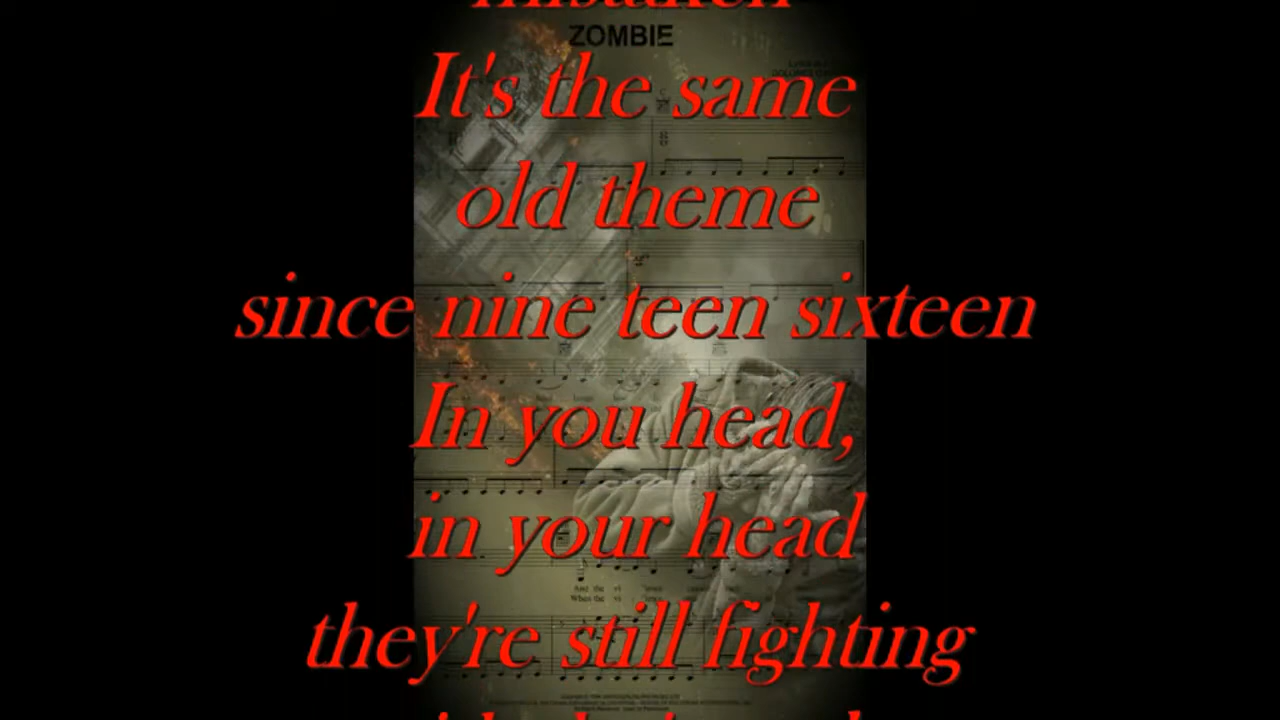 mistaken
ZOMBIE
It's the same
old theme
since nine teen sixteen
In you head,
in your head
they're still fighting